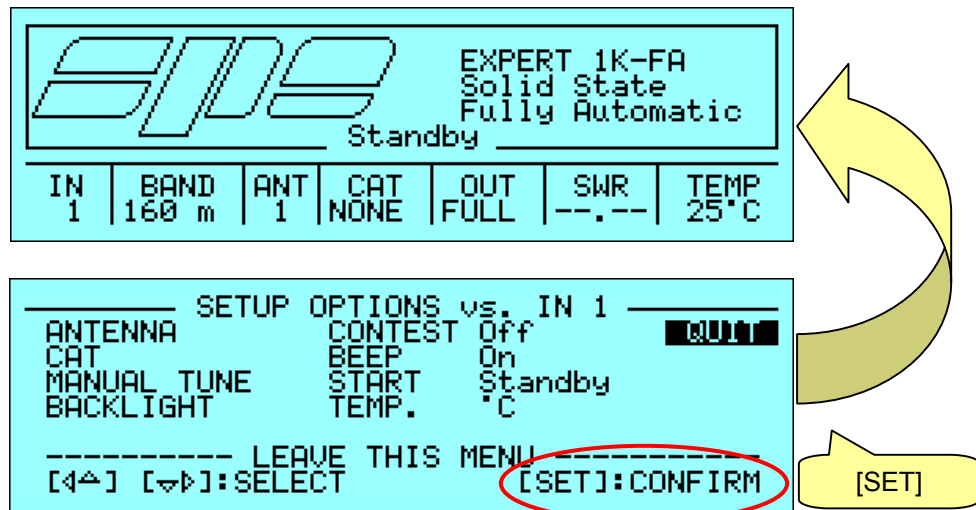 spe
EXPERT 1K-FA
Solid State
Fully Automatic
Standby
IN BAND ANT CAT OUT SWR TEMP
1 160 m 1 NONE FULL --.-- 25°C
SETUP OPTIONS vs. IN 1
ANTENNA CONTEST Off QUIT
CAT BEEP On
MANUAL TUNE START Standby
BACKLIGHT TEMP. °C
---------- LEAVE THIS MENU ------------
[◁△] [▽▷]:SELECT [SET]:CONFIRM
[SET]